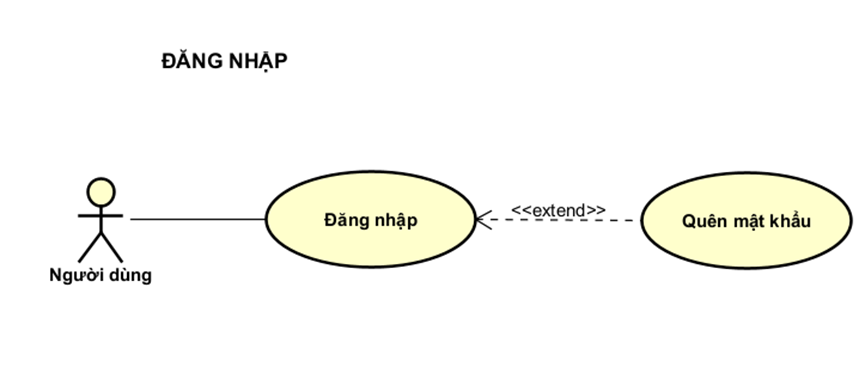 ĐĂNG NHẬP
Đăng nhập
<<extend>>
Quên mật khẩu
Người dùng